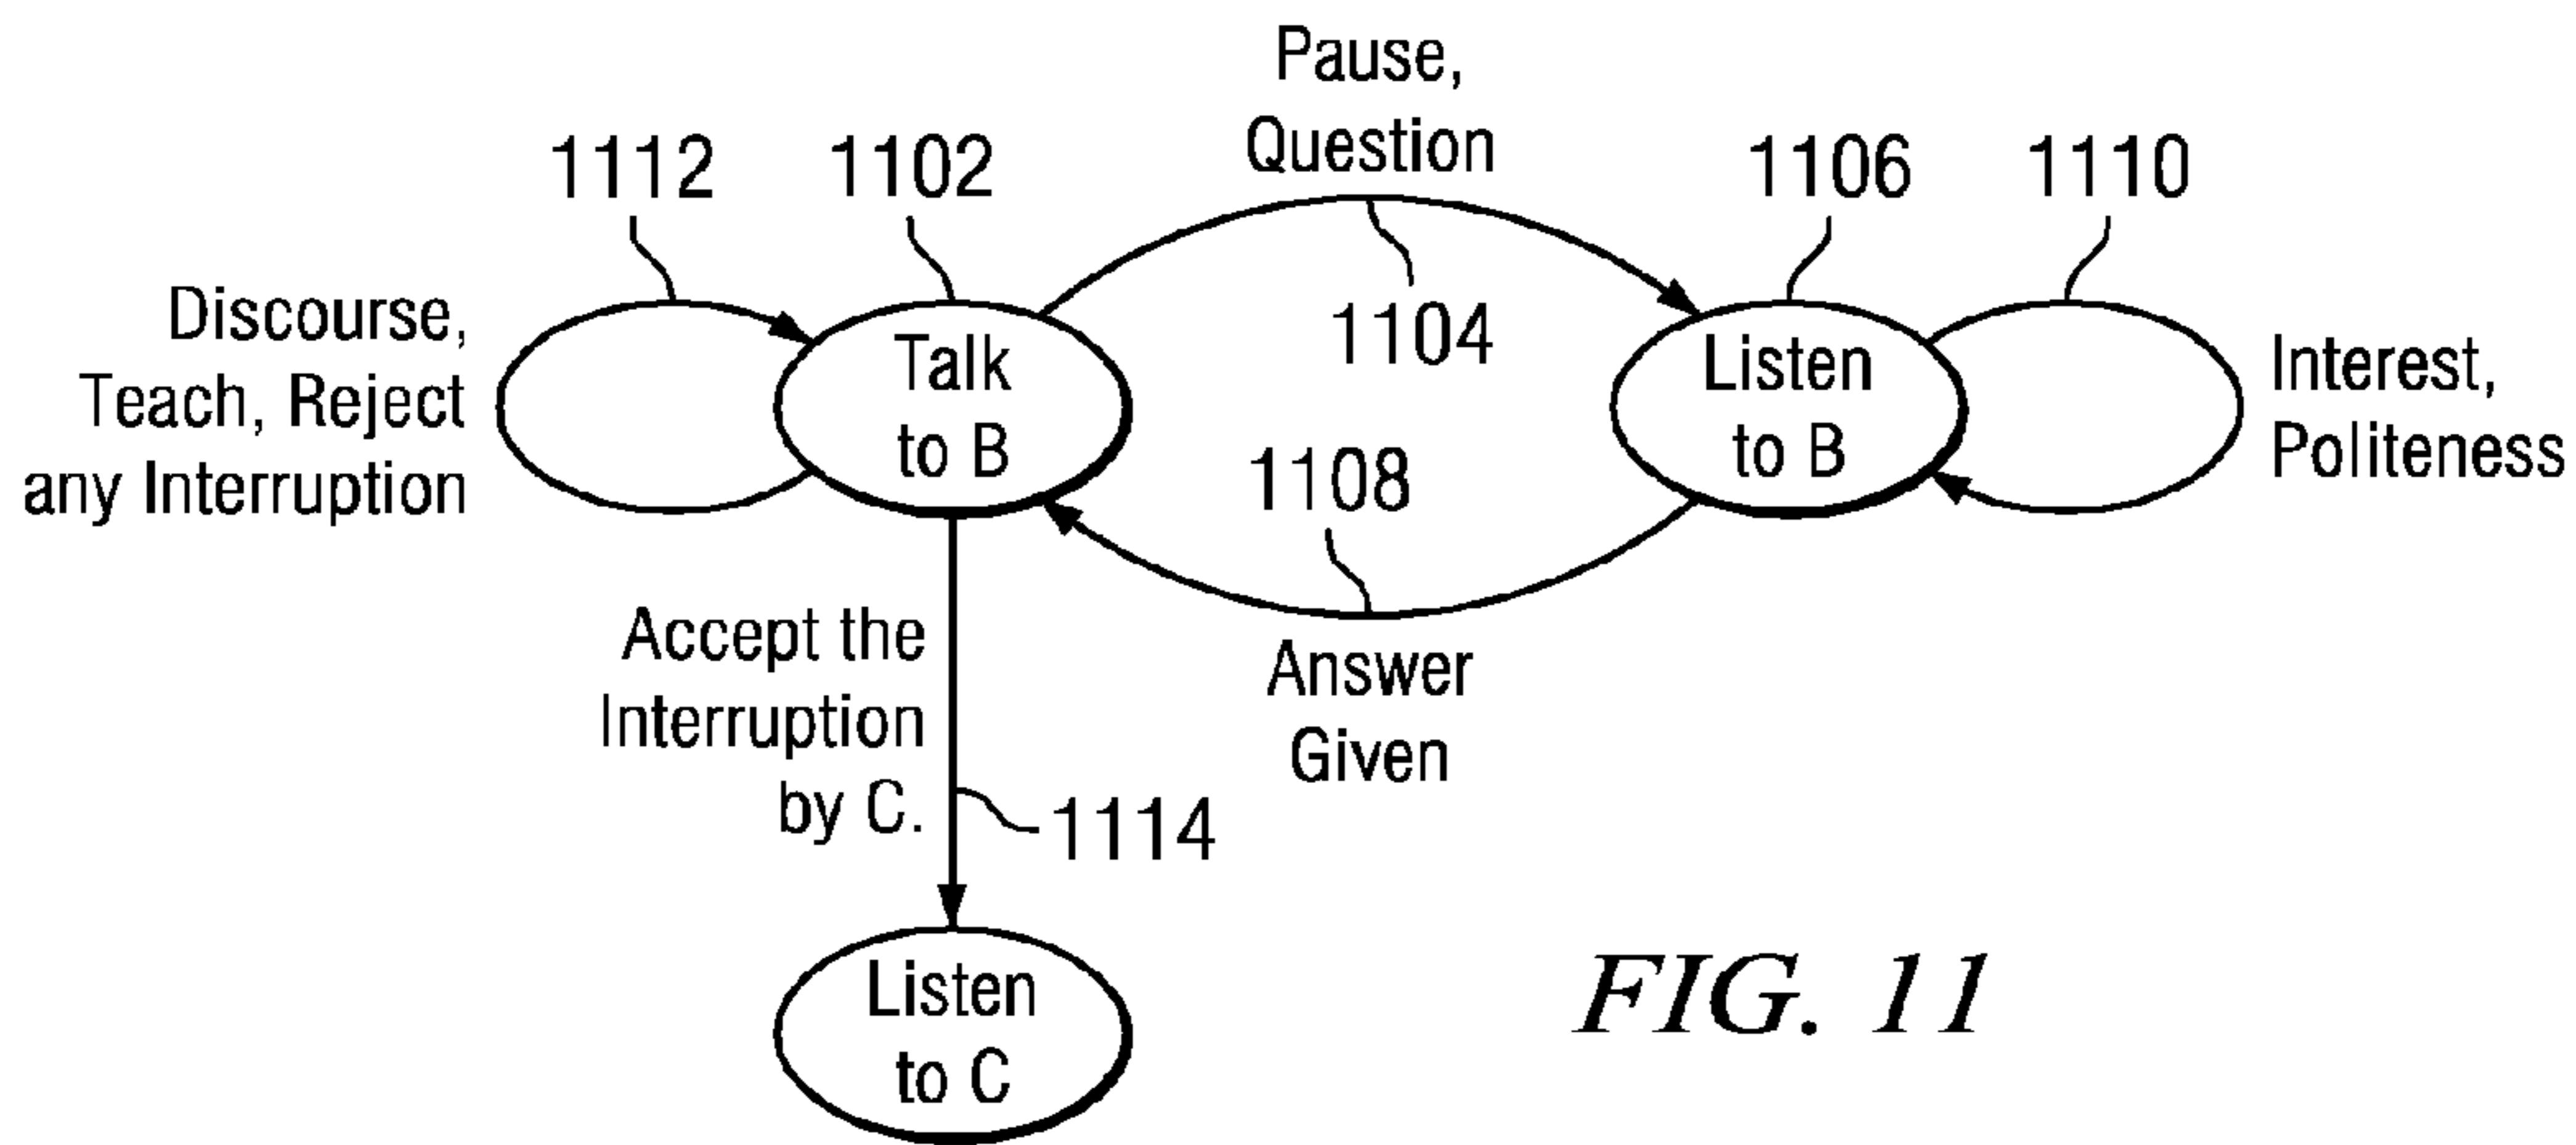 Pause,
Question
1112
1102
1106
1110
Discourse,
Teach, Reject
any Interruption
Talk
to B
1104
Listen
to B
Interest,
Politeness
1108
Accept the
Interruption
by C.
Answer
Given
1114
Listen
to C
FIG. 11